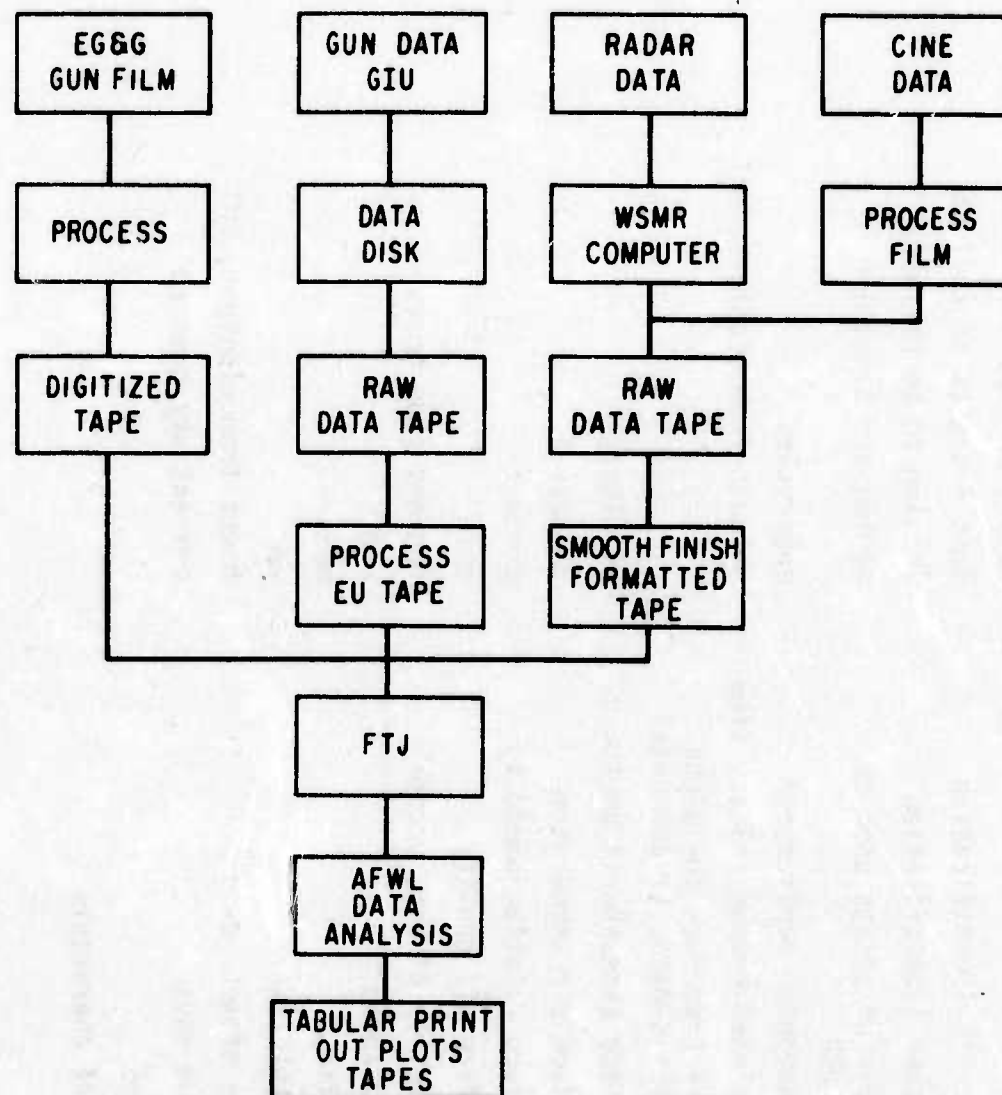 EG&G
GUN FILM
GUN DATA
GIU
RADAR
DATA
CINE
DATA
PROCESS
DATA
DISK
WSMR
COMPUTER
PROCESS
FILM
DIGITIZED
TAPE
RAW
DATA TAPE
RAW
DATA TAPE
PROCESS
EU TAPE
SMOOTH FINISH
FORMATTED
TAPE
FTJ
AFWL
DATA
ANALYSIS
TABULAR PRINT
OUT PLOTS
TAPES